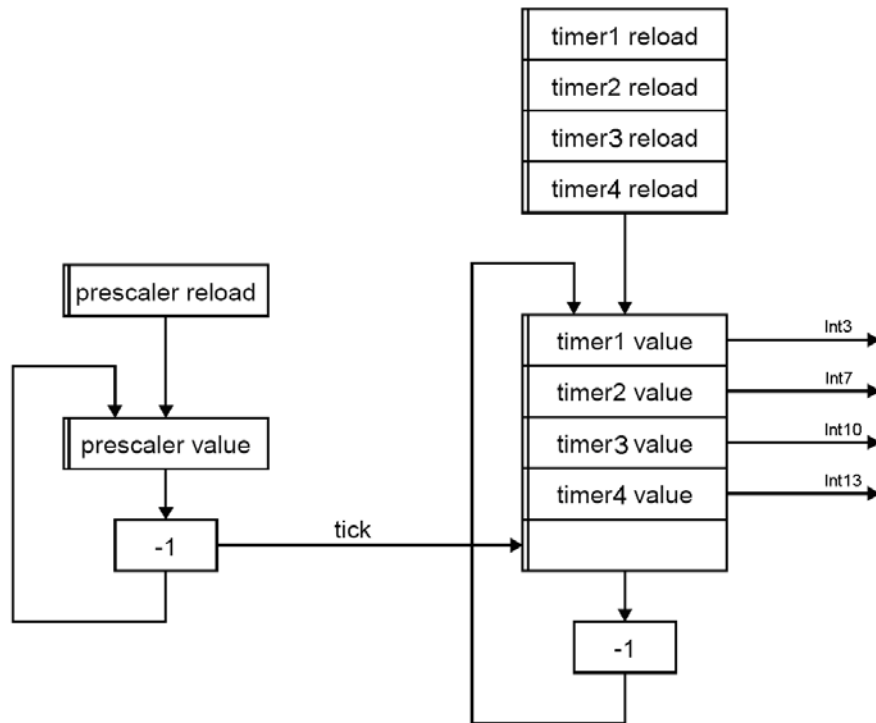 timer1 reload
timer2 reload
timer3 reload
timer4 reload
prescaler reload
timer1 value
Int3
timer2 value
Int7
prescaler value
timer3 value
Int10
timer4 value
Int13
-1
tick
-1